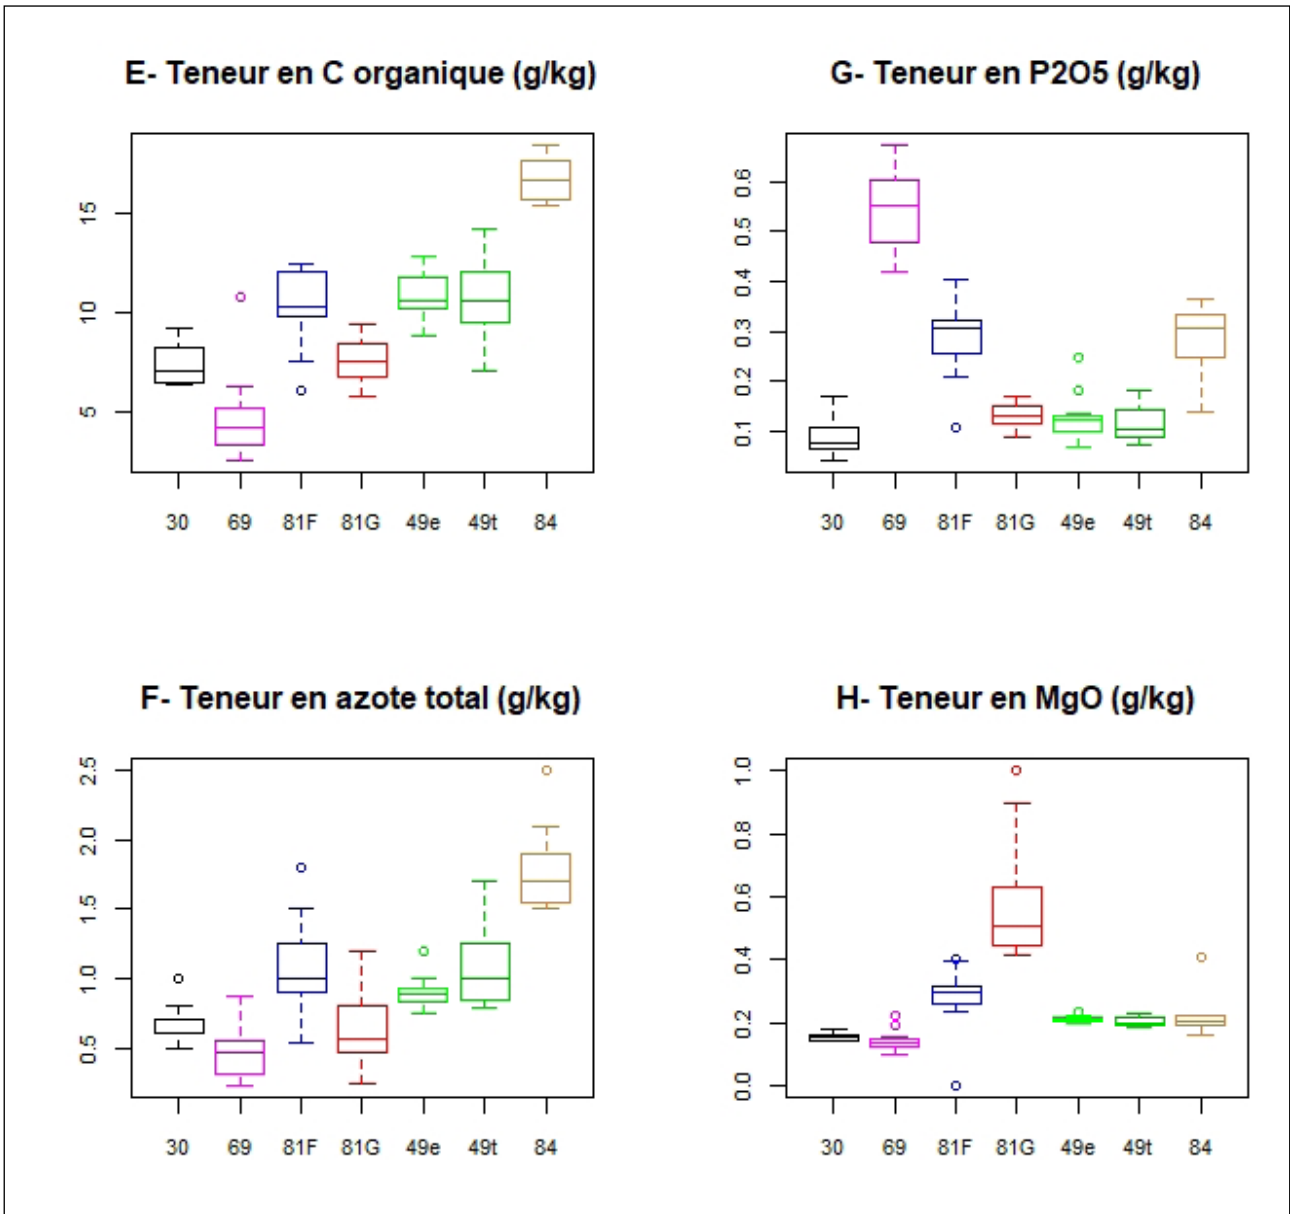 E- Teneur en C organique (g/kg)
5 10 15
30 69 81F 81G 49e 49t 84
G- Teneur en P2O5 (g/kg)
0.1 0.2 0.3 0.4 0.5 0.6
30 69 81F 81G 49e 49t 84
F- Teneur en azote total (g/kg)
0.5 1.0 1.5 2.0 2.5
30 69 81F 81G 49e 49t 84
H- Teneur en MgO (g/kg)
0.0 0.2 0.4 0.6 0.8 1.0
30 69 81F 81G 49e 49t 84